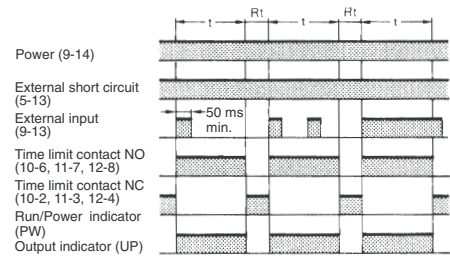 Rt Rt
t t t
Power (9-14)
External short circuit
(5-13)
External input
(9-13)
50 ms
min.
Time limit contact NO
(10-6, 11-7, 12-8)
Time limit contact NC
(10-2, 11-3, 12-4)
Run/Power indicator
(PW)
Output indicator (UP)